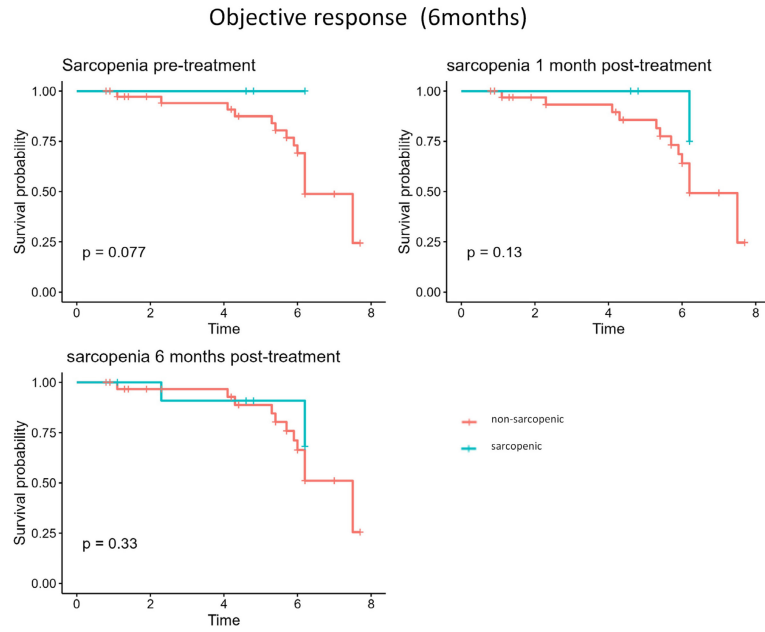 Objective response (6months)
Sarcopenia pre-treatment
Survival probability
1.00
0.75
0.50
0.25
0.00
p = 0.077
0 2 4 6 8
Time
sarcopenia 1 month post-treatment
Survival probability
1.00
0.75
0.50
0.25
0.00
p = 0.13
0 2 4 6 8
Time
sarcopenia 6 months post-treatment
Survival probability
1.00
0.75
0.50
0.25
0.00
p = 0.33
0 2 4 6 8
Time
non-sarcopenic
sarcopenic